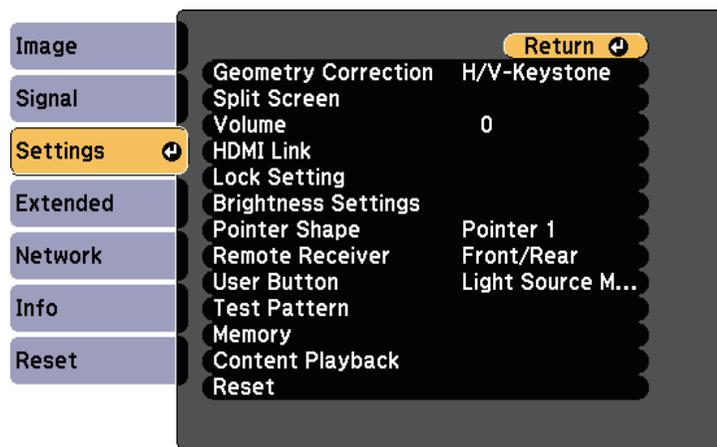 Image
Signal
Settings
Extended
Network
Info
Reset
Return
Geometry Correction H/V-Keystone
Split Screen
Volume 0
HDMI Link
Lock Setting
Brightness Settings
Pointer Shape Pointer 1
Remote Receiver Front/Rear
User Button Light Source M...
Test Pattern
Memory
Content Playback
Reset